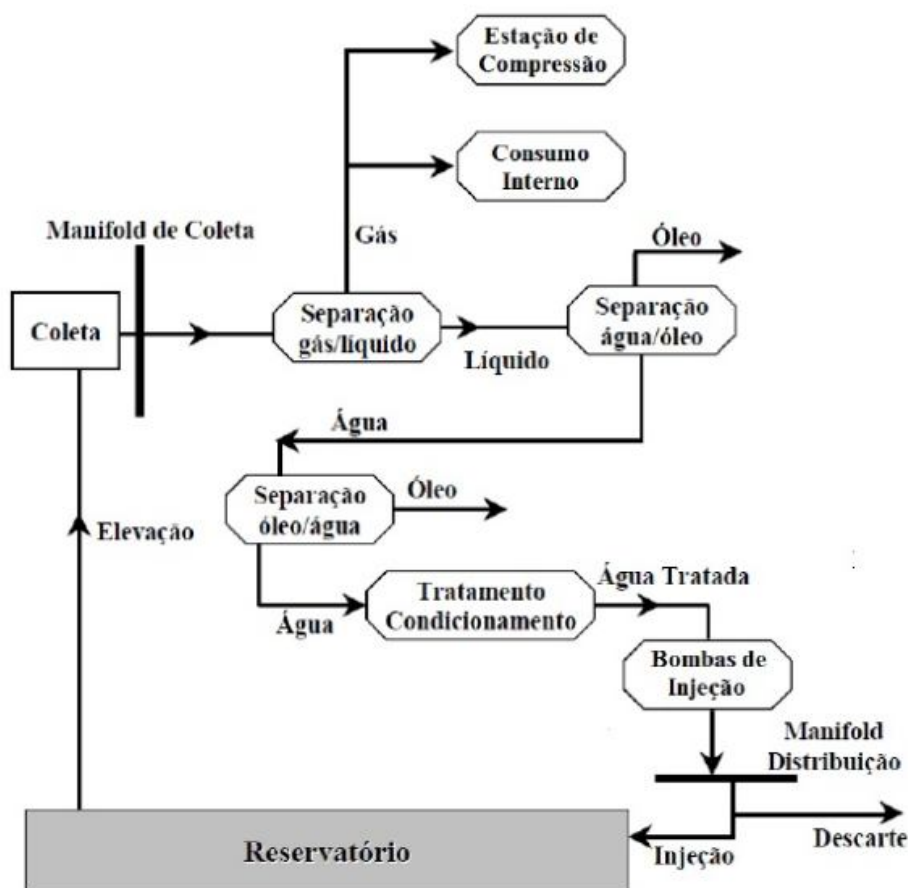 Estação de
Compressão
Consumo
Interno
Manifold de Coleta
Gás
Óleo
Coleta
Separação
gás/líquido
Líquido
Separação
água/óleo
Água
Separação
óleo/água
Óleo
Elevação
Água
Tratamento
Condicionamento
Água Tratada
Bombas de
Injeção
Manifold
Distribuição
Reservatório
Injeção
Descarte